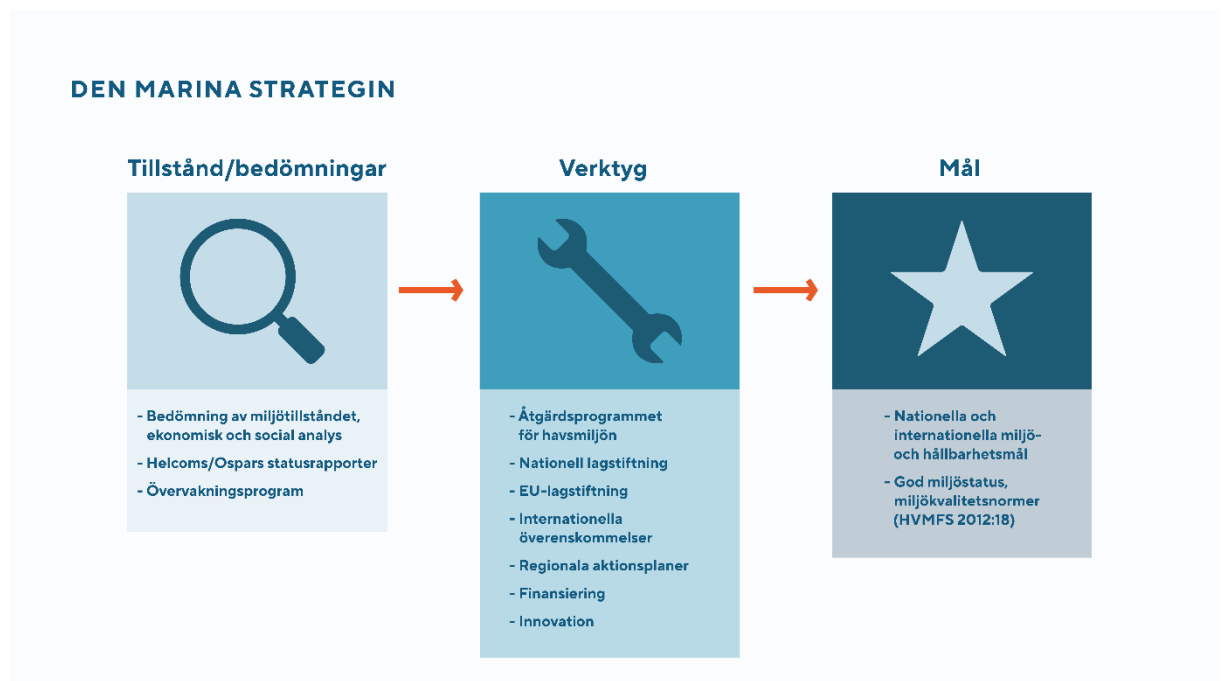 DEN MARINA STRATEGIN
Tillstånd/bedömningar
- Bedömning av miljötillståndet,
ekonomisk och social analys
- Helcoms/Ospars statusrapporter
- Övervakningsprogram
Verktyg
- Åtgärdsprogrammet
för havsmiljön
- Nationell lagstiftning
- EU-lagstiftning
- Internationella
överenskommelser
- Regionala aktionsplaner
- Finansiering
- Innovation
Mål
- Nationella och
internationella miljö-
och hållbarhetsmål
- God miljöstatus,
miljökvalitetsnormer
(HVMFS 2012:18)